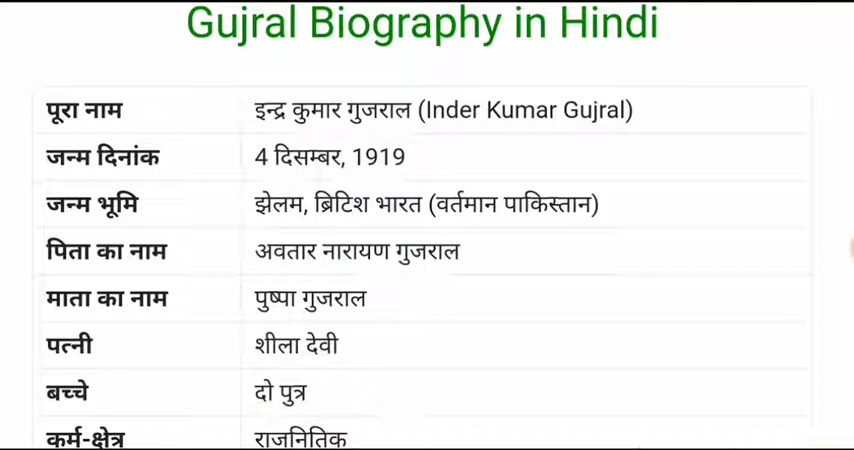 Gujral Biography in Hindi
पूरा नाम इन्द्र कुमार गुजराल (Inder Kumar Gujral)
जन्म दिनांक 4 दिसम्बर, 1919
जन्म भूमि झेलम, ब्रिटिश भारत (वर्तमान पाकिस्तान)
पिता का नाम अवतार नारायण गुजराल
माता का नाम पुष्पा गुजराल
पत्नी शीला देवी
बच्चे दो पुत्र
कर्म-क्षेत्र राजनितिक